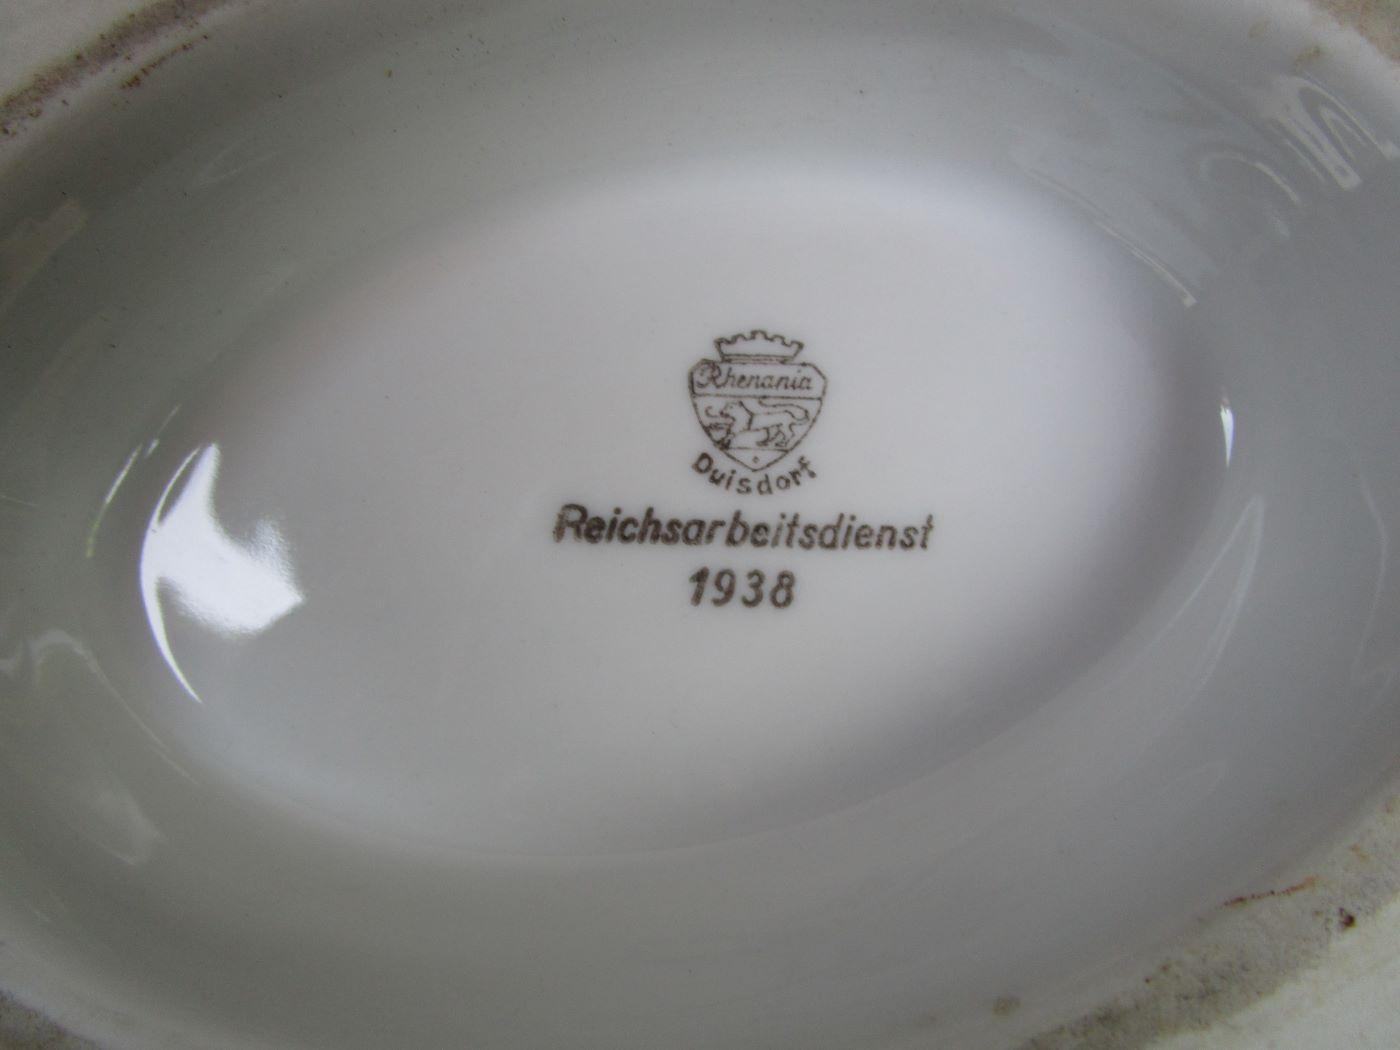 Rhenania
Duisdorf
Reichsarbeitsdienst
1938